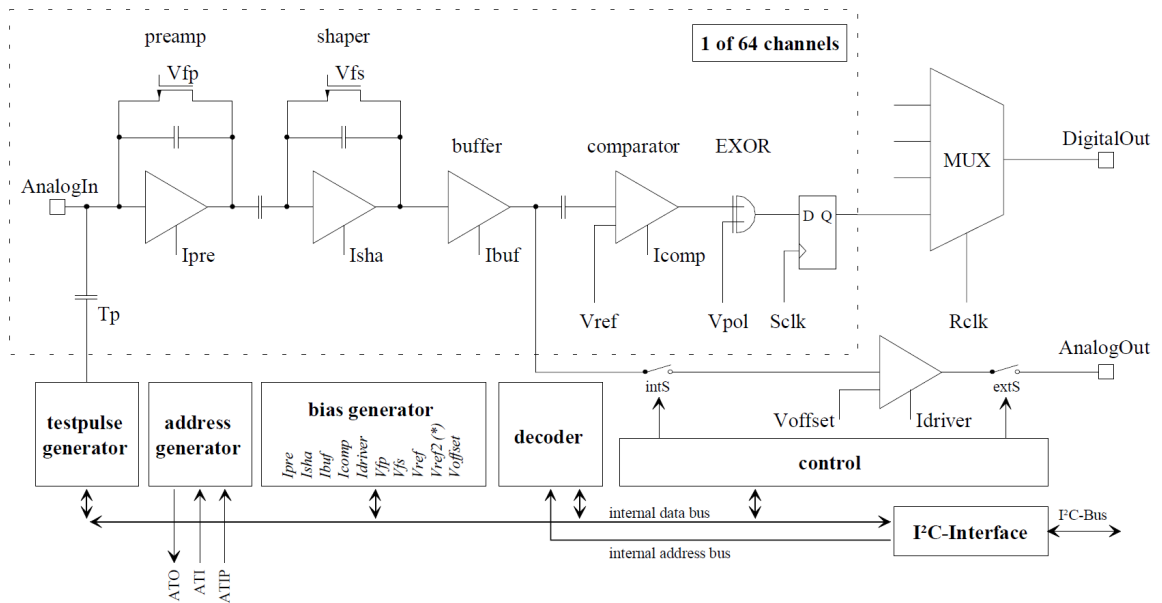 preamp
shaper
1 of 64 channels
Vfp
Vfs
DigitalOut
buffer
comparator
EXOR
MUX
AnalogIn
D Q
Ipre
Isha
Ibuf
Icomp
Tp
Vref
Vpol
Sclk
Rclk
AnalogOut
intS
extS
testpulse
generator
address
generator
bias generator
Ipre
Isha
Ibuf
Icomp
Idriver
Vfp
Vfs
Vref
Vref2 (*)
Voffset
decoder
Voffset
Idriver
control
internal data bus
internal address bus
I²C-Interface
I²C-Bus
ATO
ATI
ATIP